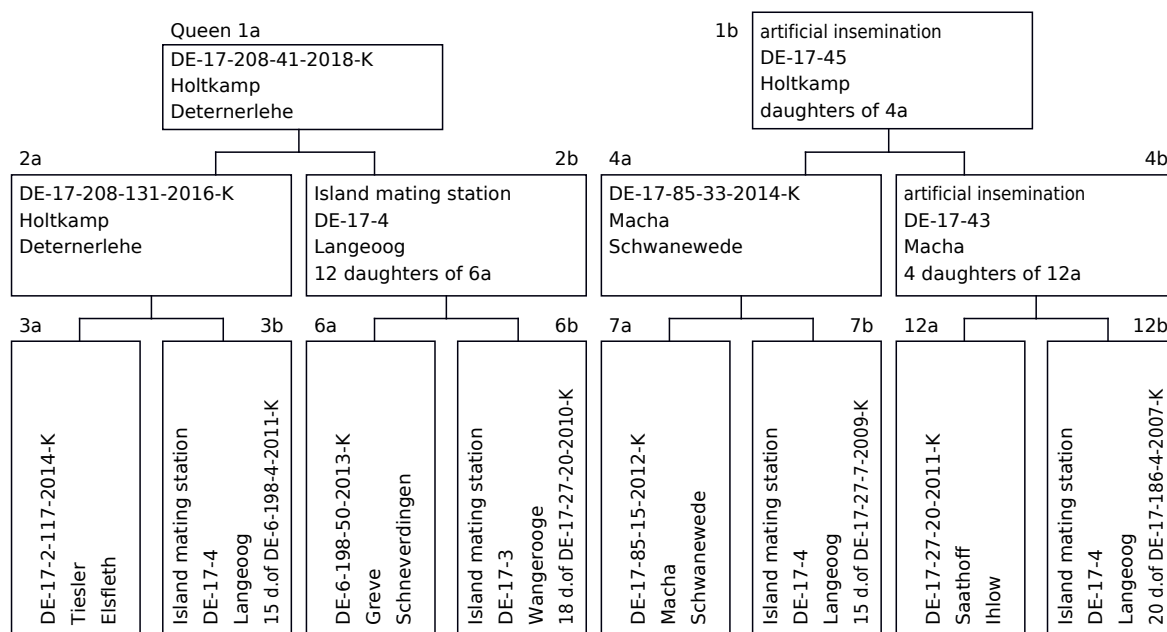 Queen 1a
DE-17-208-41-2018-K
Holtkamp
Deternerlehe
1b
artificial insemination
DE-17-45
Holtkamp
daughters of 4a
2a
DE-17-208-131-2016-K
Holtkamp
Deternerlehe
2b
Island mating station
DE-17-4
Langeoog
12 daughters of 6a
4a
DE-17-85-33-2014-K
Macha
Schwanewede
4b
artificial insemination
DE-17-43
Macha
4 daughters of 12a
3a
DE-17-2-117-2014-K
Tiesler
Elsfleth
3b
Island mating station
DE-17-4
Langeoog
15 d.of DE-6-198-4-2011-K
6a
DE-6-198-50-2013-K
Greve
Schneverdingen
6b
Island mating station
DE-17-3
Wangerooge
18 d.of DE-17-27-20-2010-K
7a
DE-17-85-15-2012-K
Macha
Schwanewede
7b
Island mating station
DE-17-4
Langeoog
15 d.of DE-17-27-7-2009-K
12a
DE-17-27-20-2011-K
Saathoff
Ihlow
12b
Island mating station
DE-17-4
Langeoog
20 d.of DE-17-186-4-2007-K